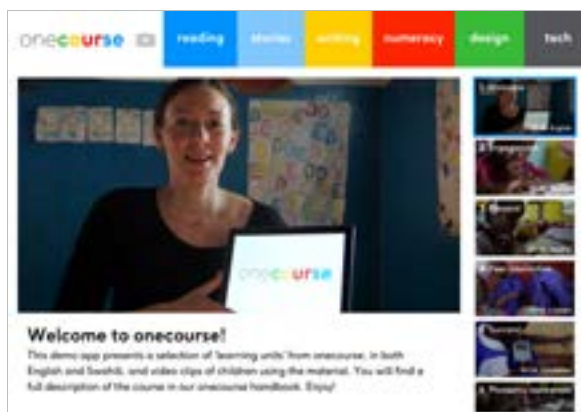 onecourse
reading
stories
writing
numeracy
design
tech
onecourse
Welcome to onecourse!
This demo app presents a selection of 'learning units' from onecourse, in both
English and Swahili, and video clips of children using the material. You will find a
full description of the course in our onecourse handbook. Enjoy!